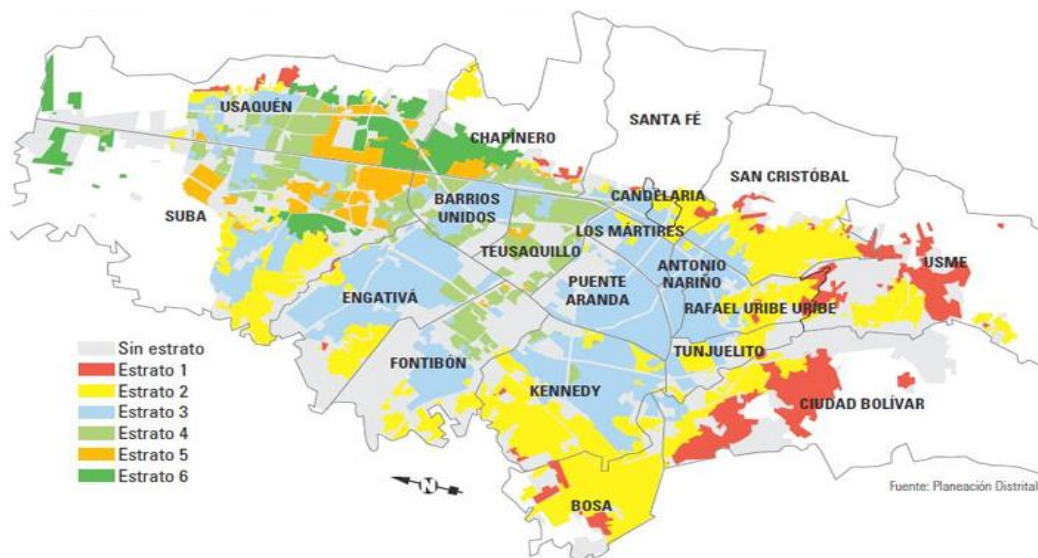 SANTA FÉ
USAQUÉN
CHAPINERO
SAN CRISTÓBAL
CANDELARIA
BARRIOS
UNIDOS
SUBA
LOS MÁRTIRES
TEUSAQUILLO
USME
ANTONIO
NARIÑO
PUENTE
ARANDA
ENGATIVÁ
RAFAEL URIBE URÍBE
FONTIBÓN
TUNJUELITO
KENNEDY
CIUDAD BOLÍVAR
BOSA
Sin estrato
Estrato 1
Estrato 2
Estrato 3
Estrato 4
Estrato 5
Estrato 6
N
Fuente: Planeación Distrital